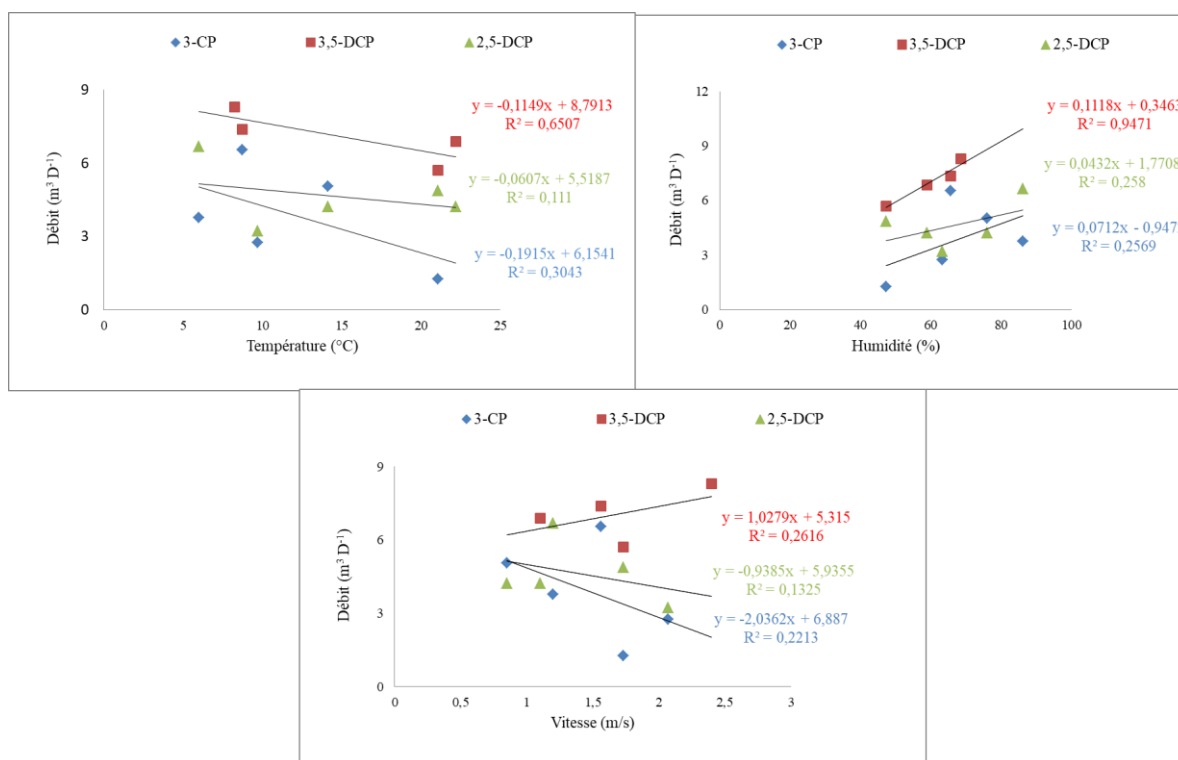 3-CP 3,5-DCP 2,5-DCP
9
6
3
0
Débit (m³ D⁻¹)
y = -0,1149x + 8,7913
R² = 0,6507
y = -0,0607x + 5,5187
R² = 0,111
y = -0,1915x + 6,1541
R² = 0,3043
0 5 10 15 20 25
Température (°C)
3-CP 3,5-DCP 2,5-DCP
12
9
6
3
0
Débit (m³ D⁻¹)
y = 0,1118x + 0,3463
R² = 0,9471
y = 0,0432x + 1,7708
R² = 0,258
y = 0,0712x - 0,947
R² = 0,2569
0 20 40 60 80 100
Humidité (%)
3-CP 3,5-DCP 2,5-DCP
9
6
3
0
Débit (m³ D⁻¹)
y = 1,0279x + 5,315
R² = 0,2616
y = -0,9385x + 5,9355
R² = 0,1325
y = -2,0362x + 6,887
R² = 0,2213
0 0,5 1 1,5 2 2,5 3
Vitesse (m/s)